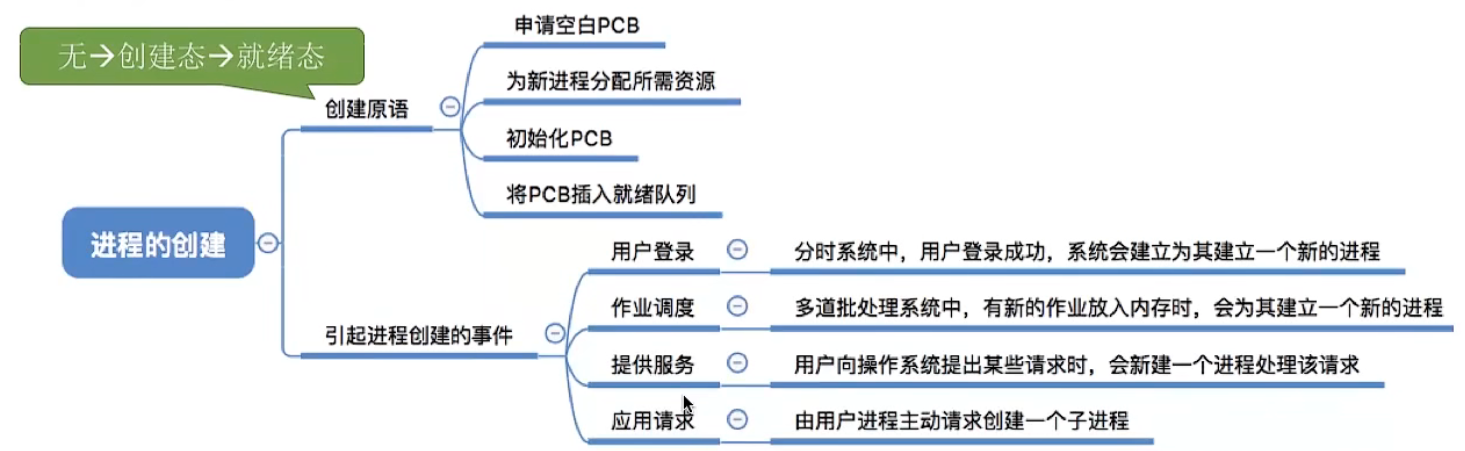 无→创建态→就绪态
进程的创建
创建原语
申请空白PCB
为新进程分配所需资源
初始化PCB
将PCB插入就绪队列
引起进程创建的事件
用户登录
分时系统中，用户登录成功，系统会建立为其建立一个新的进程
作业调度
多道批处理系统中，有新的作业放入内存时，会为其建立一个新的进程
提供服务
用户向操作系统提出某些请求时，会新建一个进程处理该请求
应用请求
由用户进程主动请求创建一个子进程